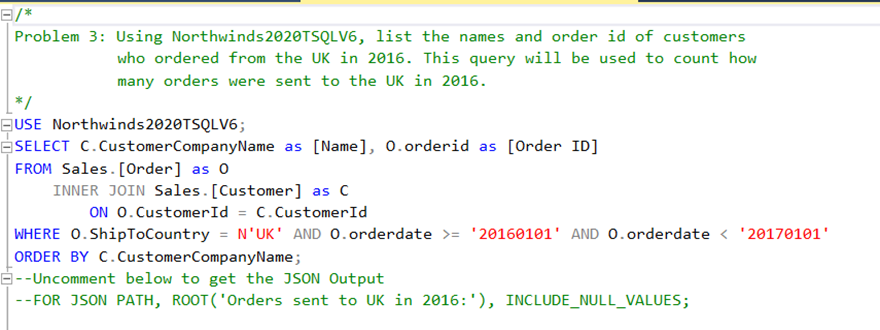 /*
Problem 3: Using Northwinds2020TSQLV6, list the names and order id of customers
who ordered from the UK in 2016. This query will be used to count how
many orders were sent to the UK in 2016.
*/
USE Northwinds2020TSQLV6;
SELECT C.CustomerCompanyName as [Name], O.orderid as [Order ID]
FROM Sales.[Order] as O
INNER JOIN Sales.[Customer] as C
ON O.CustomerId = C.CustomerId
WHERE O.ShipToCountry = N'UK' AND O.orderdate >= '20160101' AND O.orderdate < '20170101'
ORDER BY C.CustomerCompanyName;
--Uncomment below to get the JSON Output
--FOR JSON PATH, ROOT('Orders sent to UK in 2016:'), INCLUDE_NULL_VALUES;